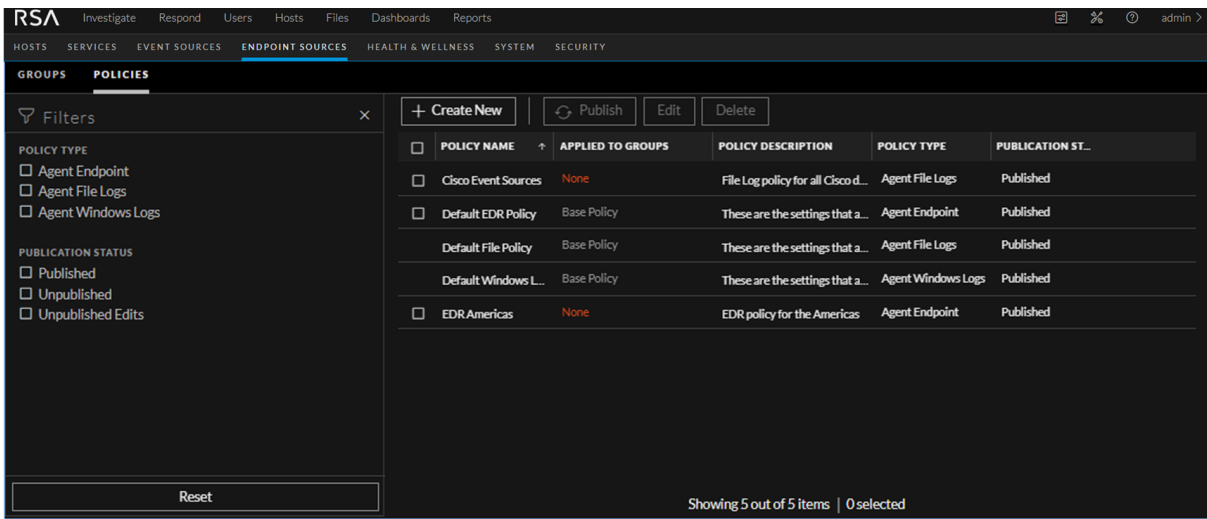 RSA Investigate Respond Users Hosts Files Dashboards Reports admin >
HOSTS SERVICES EVENT SOURCES ENDPOINT SOURCES HEALTH & WELLNESS SYSTEM SECURITY
GROUPS POLICIES
Filters ×
POLICY TYPE
Agent Endpoint
Agent File Logs
Agent Windows Logs
PUBLICATION STATUS
Published
Unpublished
Unpublished Edits
Reset
+ Create New Publish Edit Delete
POLICY NAME ↑ APPLIED TO GROUPS POLICY DESCRIPTION POLICY TYPE PUBLICATION ST...
Cisco Event Sources None File Log policy for all Cisco d... Agent File Logs Published
Default EDR Policy Base Policy These are the settings that a... Agent Endpoint Published
Default File Policy Base Policy These are the settings that a... Agent File Logs Published
Default Windows L... Base Policy These are the settings that a... Agent Windows Logs Published
EDR Americas None EDR policy for the Americas Agent Endpoint Published
Showing 5 out of 5 items | 0 selected